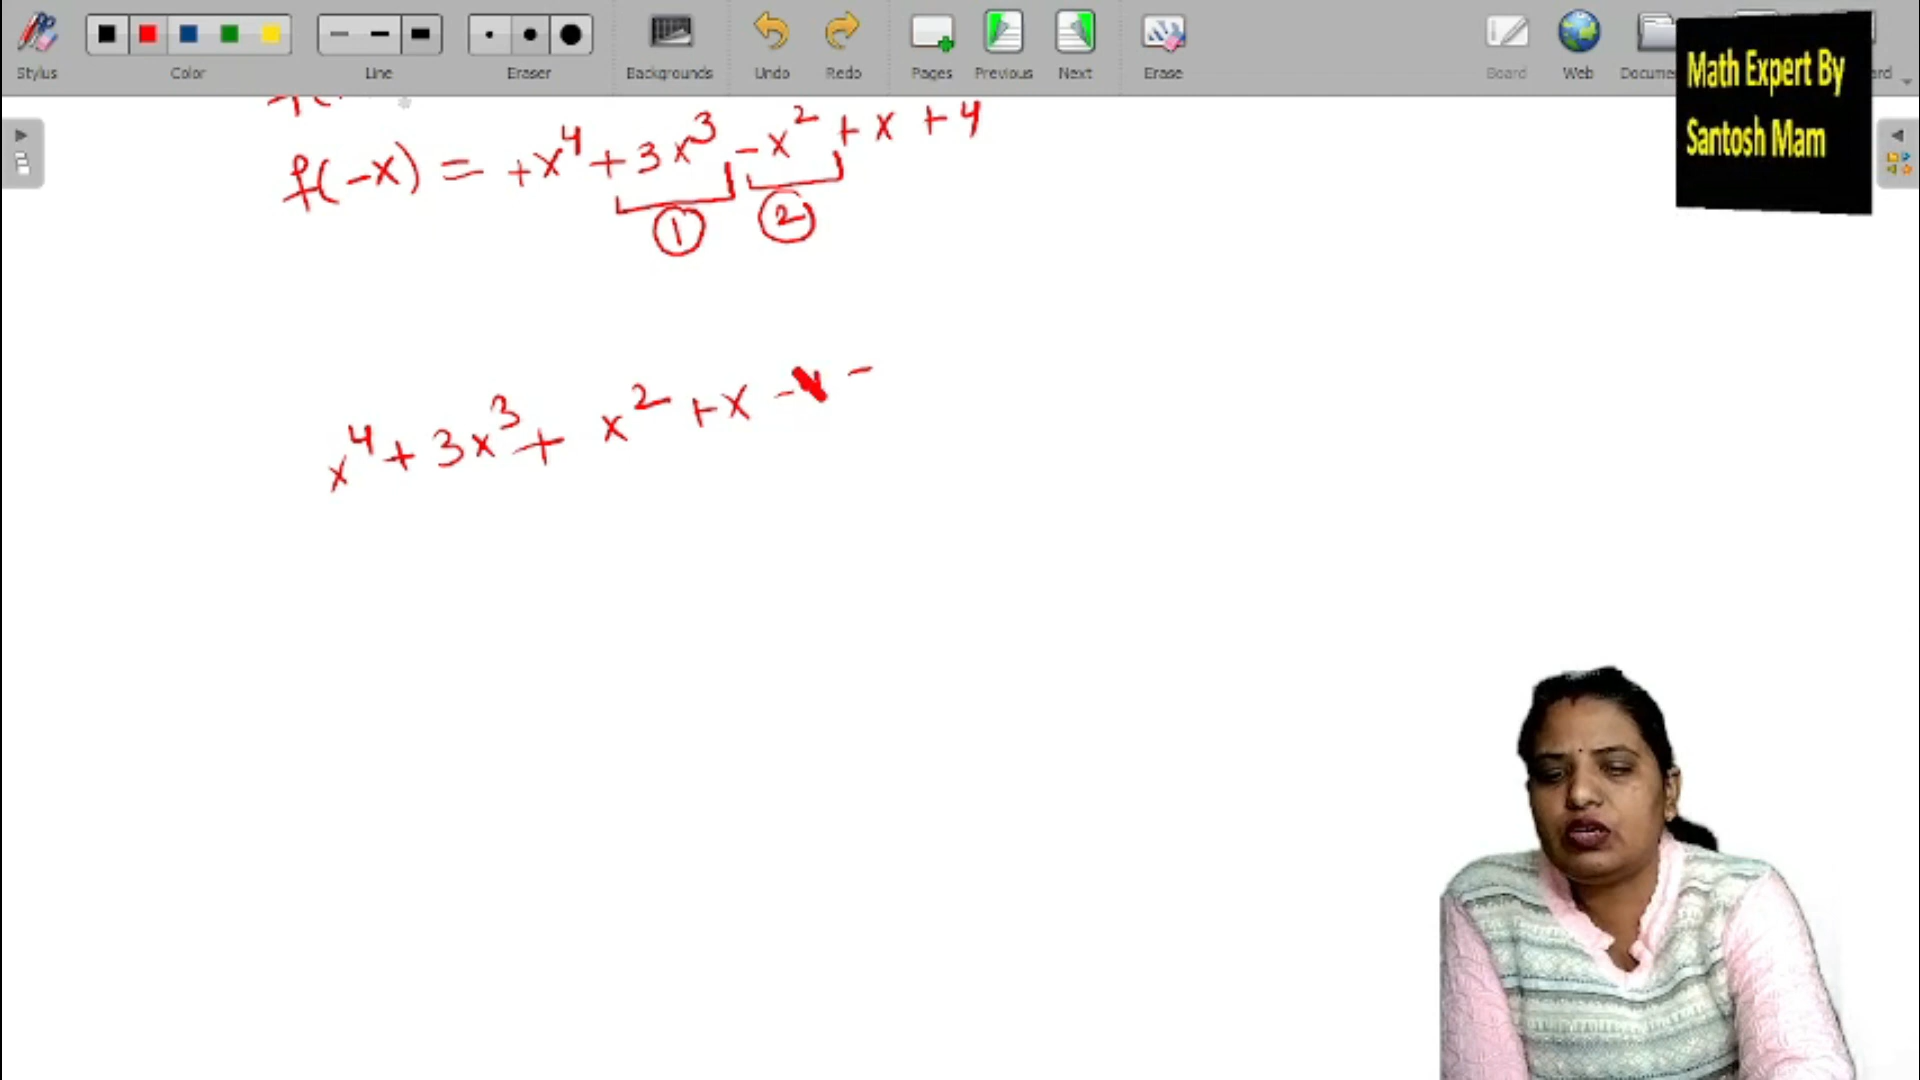 Stylus Color Line Eraser Backgrounds Undo Redo Pages Previous Next Erase Board Web
Math Expert By
Santosh Mam
f(-x) = +x⁴ + 3x³ - x² + x + 4
① ②
x⁴ + 3x³ + x² + x - -